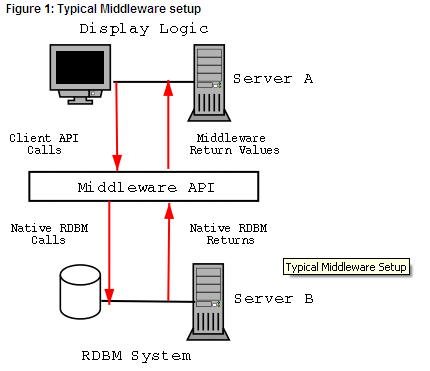 Figure 1: Typical Middleware setup
Display Logic
Server A
Client API
Calls
Middleware
Return Values
Middleware API
Native RDBM
Calls
Native RDBM
Returns
Typical Middleware Setup
Server B
RDBM System